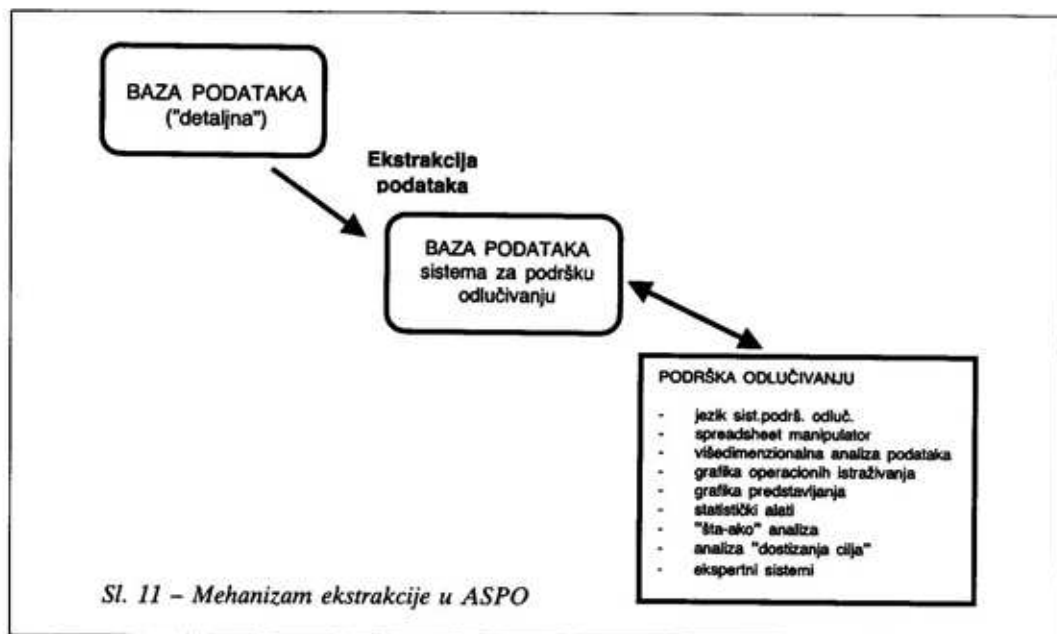 BAZA PODATAKA
("detaljna")
Ekstrakcija
podataka
BAZA PODATAKA
sistema za podršku
odlučivanju
PODRŠKA ODLUČIVANJU
- jezik sist.podrš. odluč.
- spreadsheet manipulator
- višedimenzionalna analiza podataka
- grafika operacionih istraživanja
- grafika predstavljanja
- statistički alati
- "šta-ako" analiza
- analiza "dostizanja cilja"
- ekspertni sistemi
Sl. 11 – Mehanizam ekstrakcije u ASPO